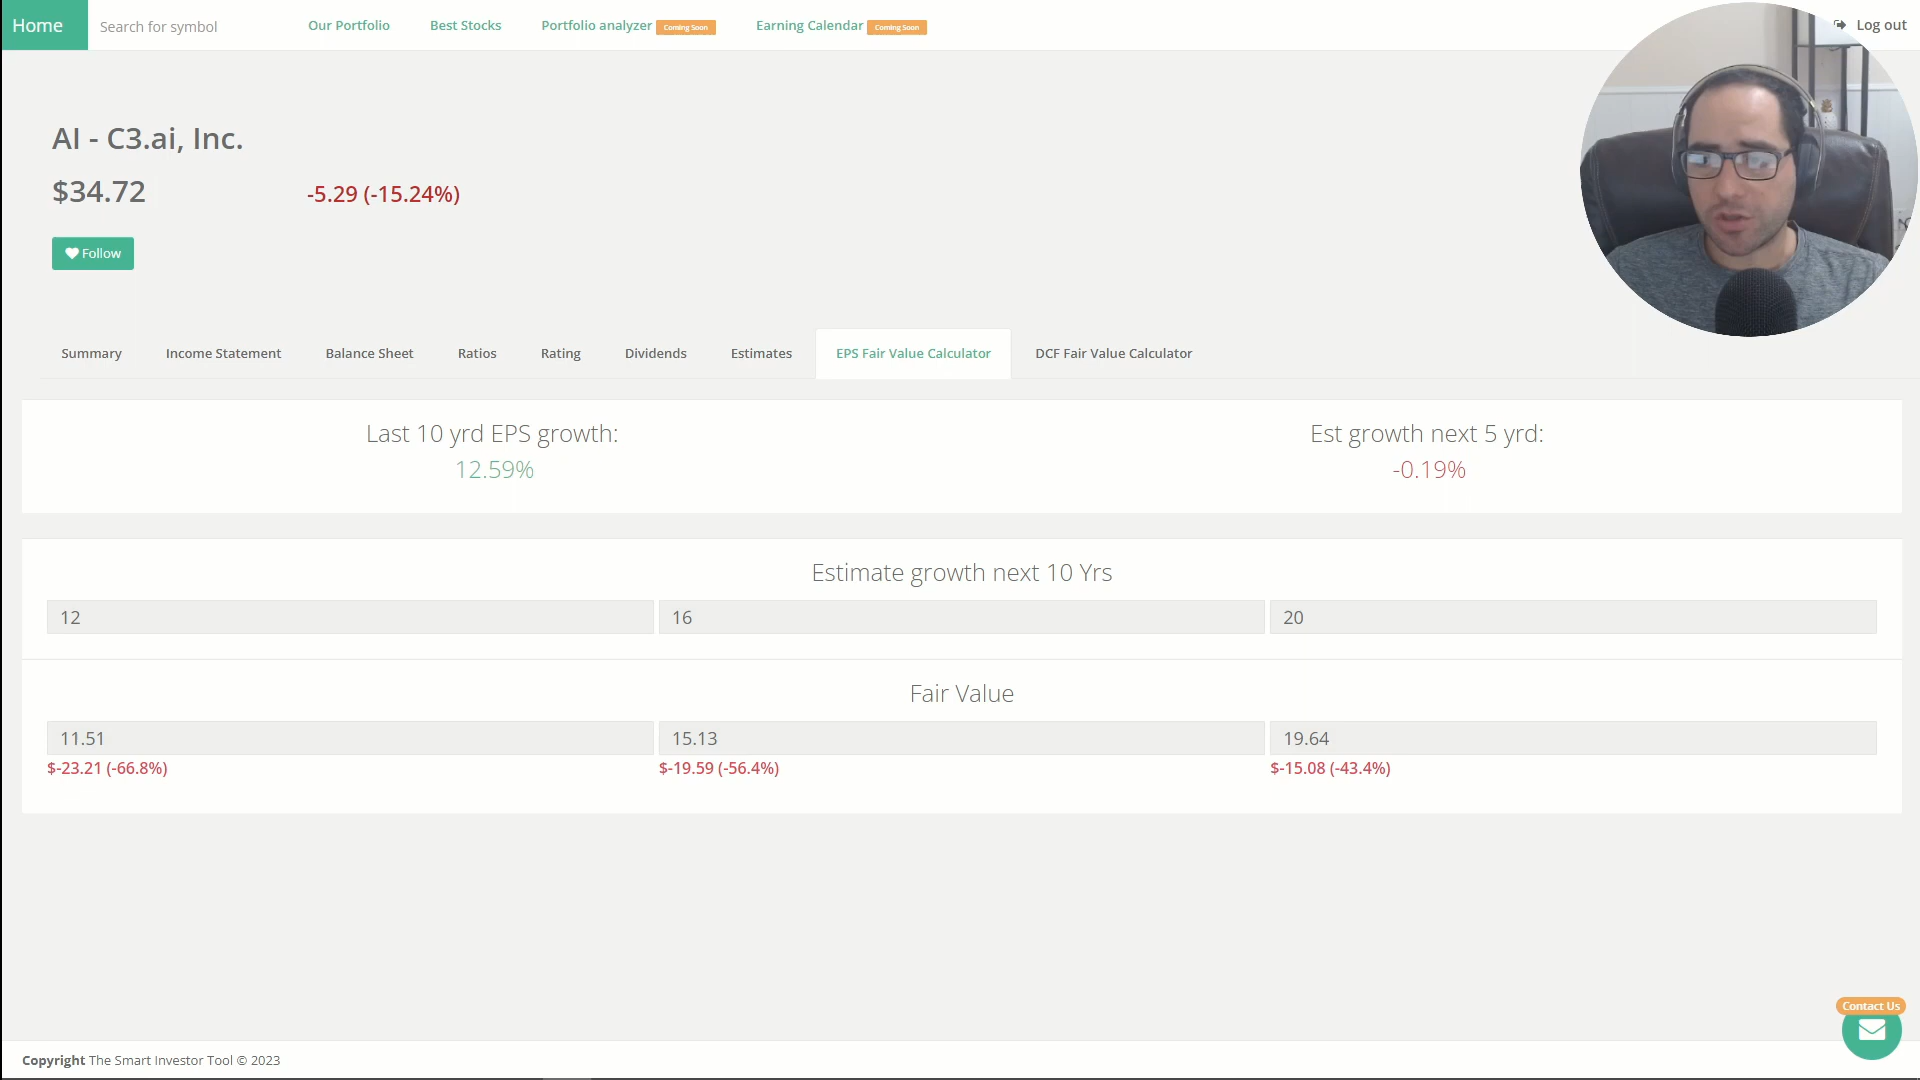 Home
Search for symbol
Our Portfolio
Best Stocks
Portfolio analyzer Coming Soon
Earning Calendar Coming Soon
Log out
AI - C3.ai, Inc.
$34.72
-5.29 (-15.24%)
Follow
Summary
Income Statement
Balance Sheet
Ratios
Rating
Dividends
Estimates
EPS Fair Value Calculator
DCF Fair Value Calculator
Last 10 yrd EPS growth:
12.59%
Est growth next 5 yrd:
-0.19%
Estimate growth next 10 Yrs
12
16
20
Fair Value
11.51
15.13
19.64
$-23.21 (-66.8%)
$-19.59 (-56.4%)
$-15.08 (-43.4%)
Contact Us
Copyright The Smart Investor Tool © 2023